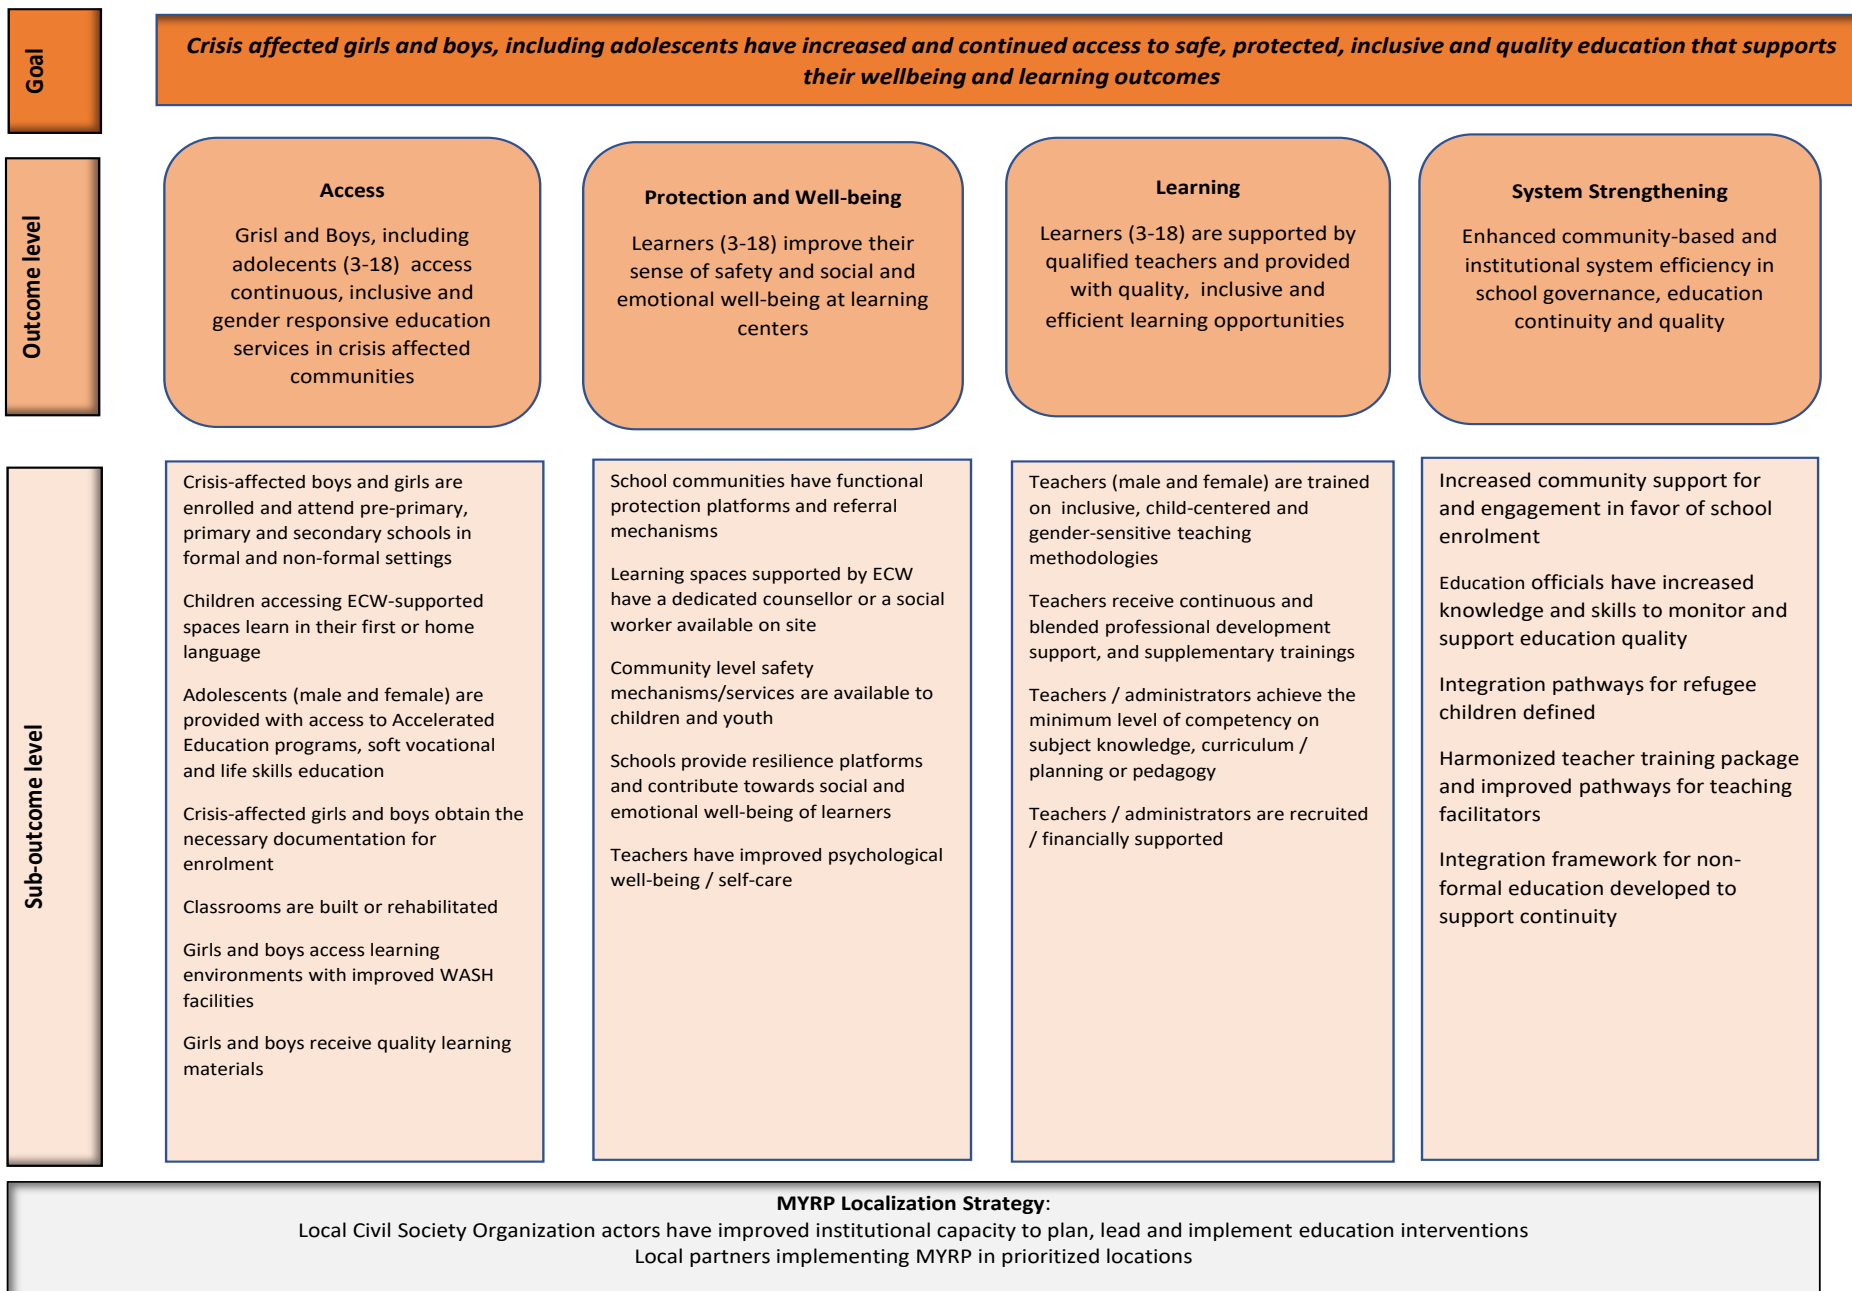 Goal
Crisis affected girls and boys, including adolescents have increased and continued access to safe, protected, inclusive and quality education that supports
their wellbeing and learning outcomes
Outcome level
Access
Grisl and Boys, including
adolecents (3-18) access
continuous, inclusive and
gender responsive education
services in crisis affected
communities
Protection and Well-being
Learners (3-18) improve their
sense of safety and social and
emotional well-being at learning
centers
Learning
Learners (3-18) are supported by
qualified teachers and provided
with quality, inclusive and
efficient learning opportunities
System Strengthening
Enhanced community-based and
institutional system efficiency in
school governance, education
continuity and quality
Sub-outcome level
Crisis-affected boys and girls are
enrolled and attend pre-primary,
primary and secondary schools in
formal and non-formal settings
Children accessing ECW-supported
spaces learn in their first or home
language
Adolescents (male and female) are
provided with access to Accelerated
Education programs, soft vocational
and life skills education
Crisis-affected girls and boys obtain the
necessary documentation for
enrolment
Classrooms are built or rehabilitated
Girls and boys access learning
environments with improved WASH
facilities
Girls and boys receive quality learning
materials
School communities have functional
protection platforms and referral
mechanisms
Learning spaces supported by ECW
have a dedicated counsellor or a social
worker available on site
Community level safety
mechanisms/services are available to
children and youth
Schools provide resilience platforms
and contribute towards social and
emotional well-being of learners
Teachers have improved psychological
well-being / self-care
Teachers (male and female) are trained
on inclusive, child-centered and
gender-sensitive teaching
methodologies
Teachers receive continuous and
blended professional development
support, and supplementary trainings
Teachers / administrators achieve the
minimum level of competency on
subject knowledge, curriculum /
planning or pedagogy
Teachers / administrators are recruited
/ financially supported
Increased community support for
and engagement in favor of school
enrolment
Education officials have increased
knowledge and skills to monitor and
support education quality
Integration pathways for refugee
children defined
Harmonized teacher training package
and improved pathways for teaching
facilitators
Integration framework for non-
formal education developed to
support continuity
MYRP Localization Strategy:
Local Civil Society Organization actors have improved institutional capacity to plan, lead and implement education interventions
Local partners implementing MYRP in prioritized locations